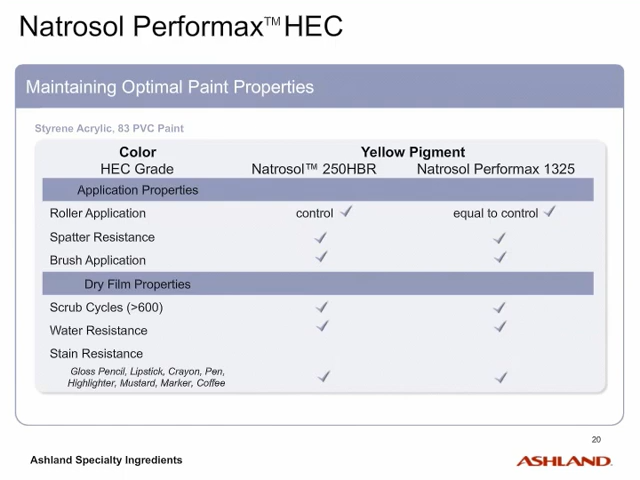 Natrosol Performax™ HEC
Maintaining Optimal Paint Properties
Styrene Acrylic, 83 PVC Paint
Color Yellow Pigment
HEC Grade Natrosol™ 250HBR Natrosol Performax 1325
Application Properties
Roller Application control ✓ equal to control ✓
Spatter Resistance ✓ ✓
Brush Application ✓ ✓
Dry Film Properties
Scrub Cycles (>600) ✓ ✓
Water Resistance ✓ ✓
Stain Resistance
Gloss Pencil, Lipstick, Crayon, Pen,
Highlighter, Mustard, Marker, Coffee ✓ ✓
20
Ashland Specialty Ingredients ASHLAND.